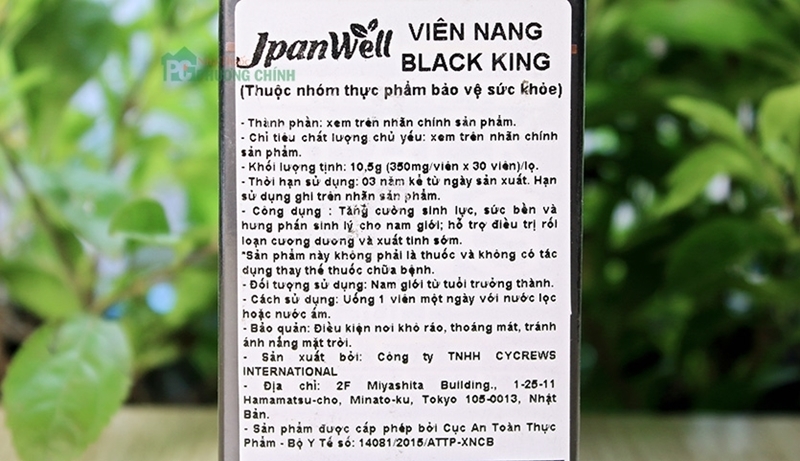 JpanWell
VIÊN NANG
BLACK KING
PHƯƠNG CHÍNH
(Thuộc nhóm thực phẩm bảo vệ sức khỏe)
- Thành phần: xem trên nhãn chính sản phẩm.
- Chỉ tiêu chất lượng chủ yếu: xem trên nhãn chính
sản phẩm.
- Khối lượng tịnh: 10,5g (350mg/viên x 30 viên)/lọ.
- Thời hạn sử dụng: 03 năm kể từ ngày sản xuất. Hạn
sử dụng ghi trên nhãn sản phẩm.
- Công dụng : Tăng cường sinh lực, sức bền và
hưng phấn sinh lý cho nam giới; hỗ trợ điều trị rối
loạn cương dương và xuất tinh sớm.
*Sản phẩm này không phải là thuốc và không có tác
dụng thay thế thuốc chữa bệnh.
- Đối tượng sử dụng: Nam giới từ tuổi trưởng thành.
- Cách sử dụng: Uống 1 viên một ngày với nước lọc
hoặc nước ấm.
- Bảo quản: Điều kiện nơi khô ráo, thoáng mát, tránh
ánh nắng mặt trời.
- Sản xuất bởi: Công ty TNHH CYCREWS
INTERNATIONAL
- Địa chỉ: 2F Miyashita Building., 1-25-11
Hamamatsu-cho, Minato-ku, Tokyo 105-0013, Nhật
Bản.
- Sản phẩm được cấp phép bởi Cục An Toàn Thực
Phẩm - Bộ Y Tế số: 14081/2015/ATTP-XNCB